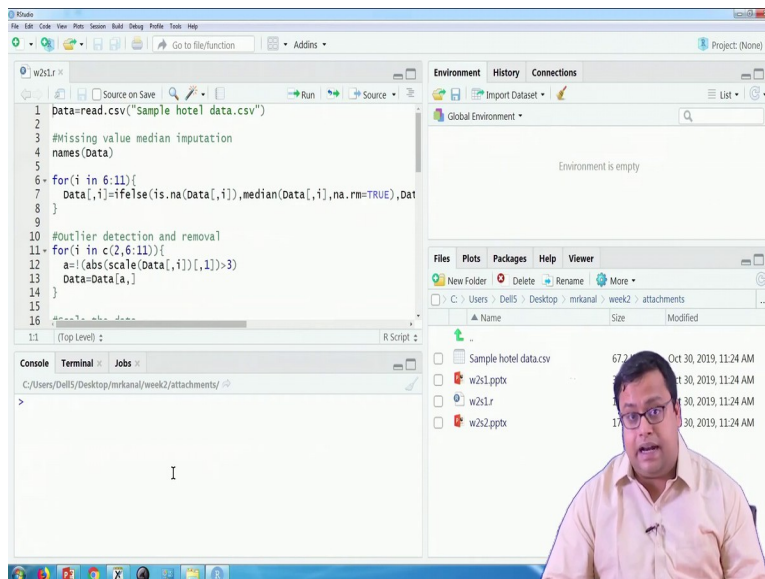 RStudio
File Edit Code View Plots Session Build Debug Profile Tools Help
Go to file/function Addins Project: (None)
w2s1.r
Source on Save Run Source
1 Data=read.csv("Sample hotel data.csv")
2
3 #Missing value median imputation
4 names(Data)
5
6 for(i in 6:11){
7 Data[,i]=ifelse(is.na(Data[,i]),median(Data[,i],na.rm=TRUE),Dat
8 }
9
10 #Outlier detection and removal
11 for(i in c(2,6:11)){
12 a=!(abs(scale(Data[,i])[,1])>3)
13 Data=Data[a,]
14 }
15
16
1:1 (Top Level) R Script
Console Terminal Jobs
C:/Users/Dell5/Desktop/mrkanal/week2/attachments/
>
Environment History Connections
Import Dataset List
Global Environment
Environment is empty
Files Plots Packages Help Viewer
New Folder Delete Rename More
C: Users Dell5 Desktop mrkanal week2 attachments
Name Size Modified
..
Sample hotel data.csv 67.2 Oct 30, 2019, 11:24 AM
w2s1.pptx 30, 2019, 11:24 AM
w2s1.r 30, 2019, 11:24 AM
w2s2.pptx 17 30, 2019, 11:24 AM